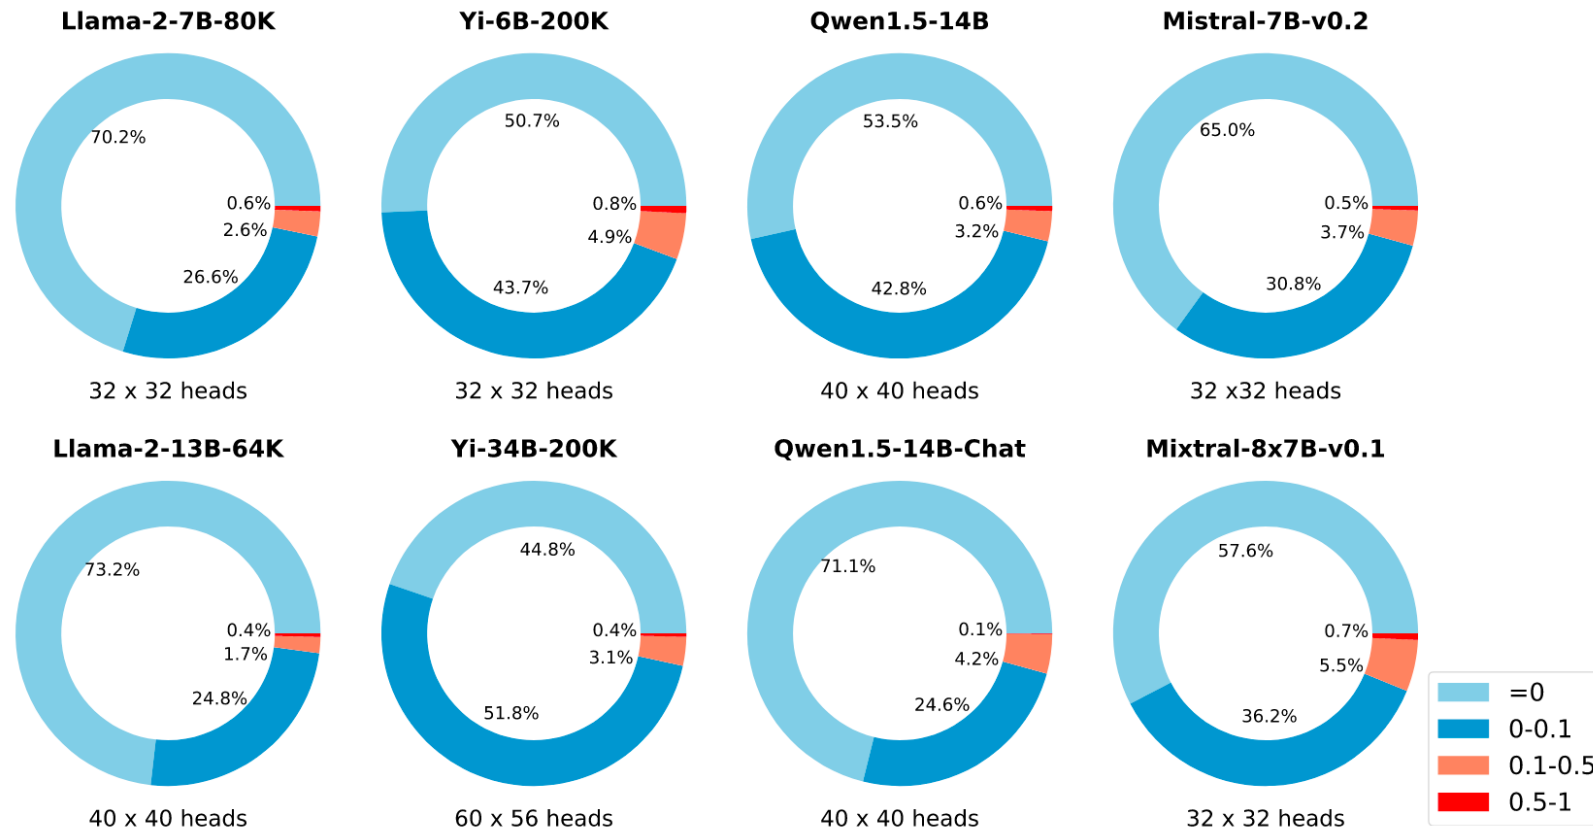 Llama-2-7B-80K
70.2%
0.6%
2.6%
26.6%
32 x 32 heads
Yi-6B-200K
50.7%
0.8%
4.9%
43.7%
32 x 32 heads
Qwen1.5-14B
53.5%
0.6%
3.2%
42.8%
40 x 40 heads
Mistral-7B-v0.2
65.0%
0.5%
3.7%
30.8%
32 x32 heads
Llama-2-13B-64K
73.2%
0.4%
1.7%
24.8%
40 x 40 heads
Yi-34B-200K
44.8%
0.4%
3.1%
51.8%
60 x 56 heads
Qwen1.5-14B-Chat
71.1%
0.1%
4.2%
24.6%
40 x 40 heads
Mixtral-8x7B-v0.1
57.6%
0.7%
5.5%
36.2%
32 x 32 heads
=0
0-0.1
0.1-0.5
0.5-1